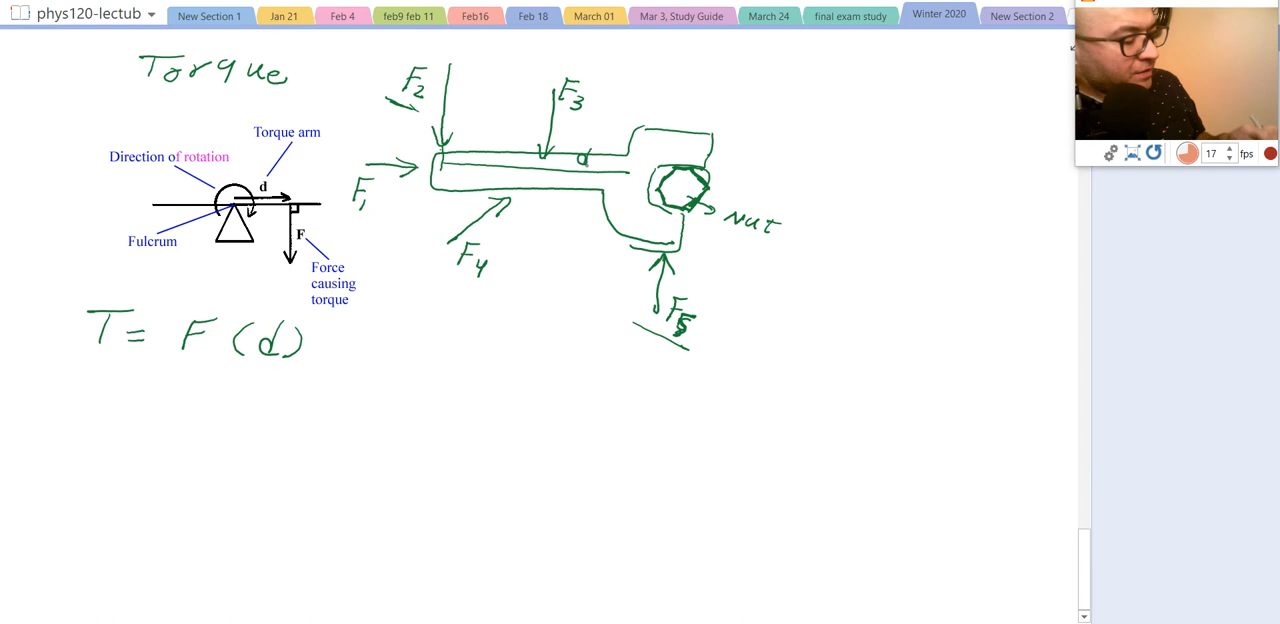 phys120-lectub
New Section 1
Jan 21
Feb 4
feb9 feb 11
Feb16
Feb 18
March 01
Mar 3, Study Guide
March 24
final exam study
Winter 2020
New Section 2
Torque
Torque arm
Direction of rotation
d
Fulcrum
F
Force
causing
torque
T = F (d)
F2
F3
d
F1
Nut
F4
F5
17
fps